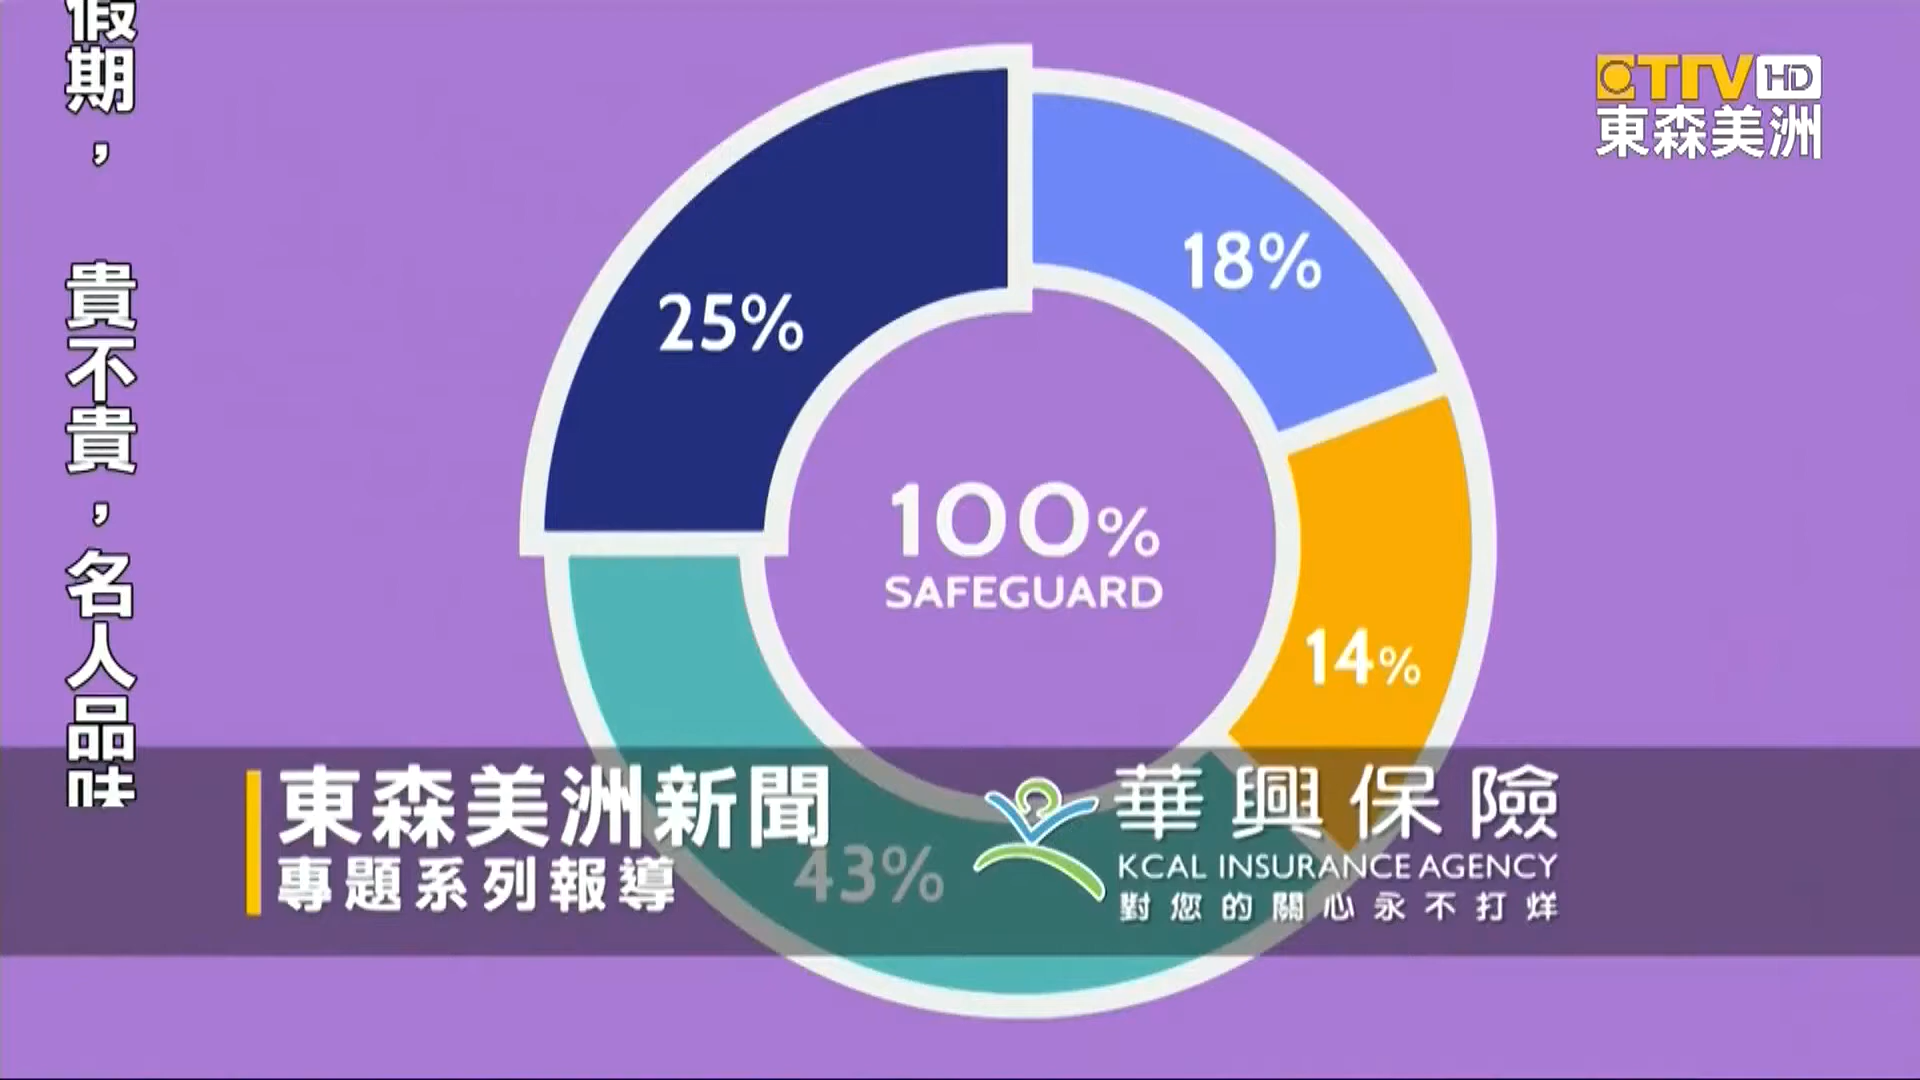 假期， 貴不貴，名人品味
ETTV HD
東森美洲
25%
18%
100%
SAFEGUARD
14%
43%
東森美洲新聞
專題系列報導
華興保險
KCAL INSURANCE AGENCY
對您的關心永不打烊